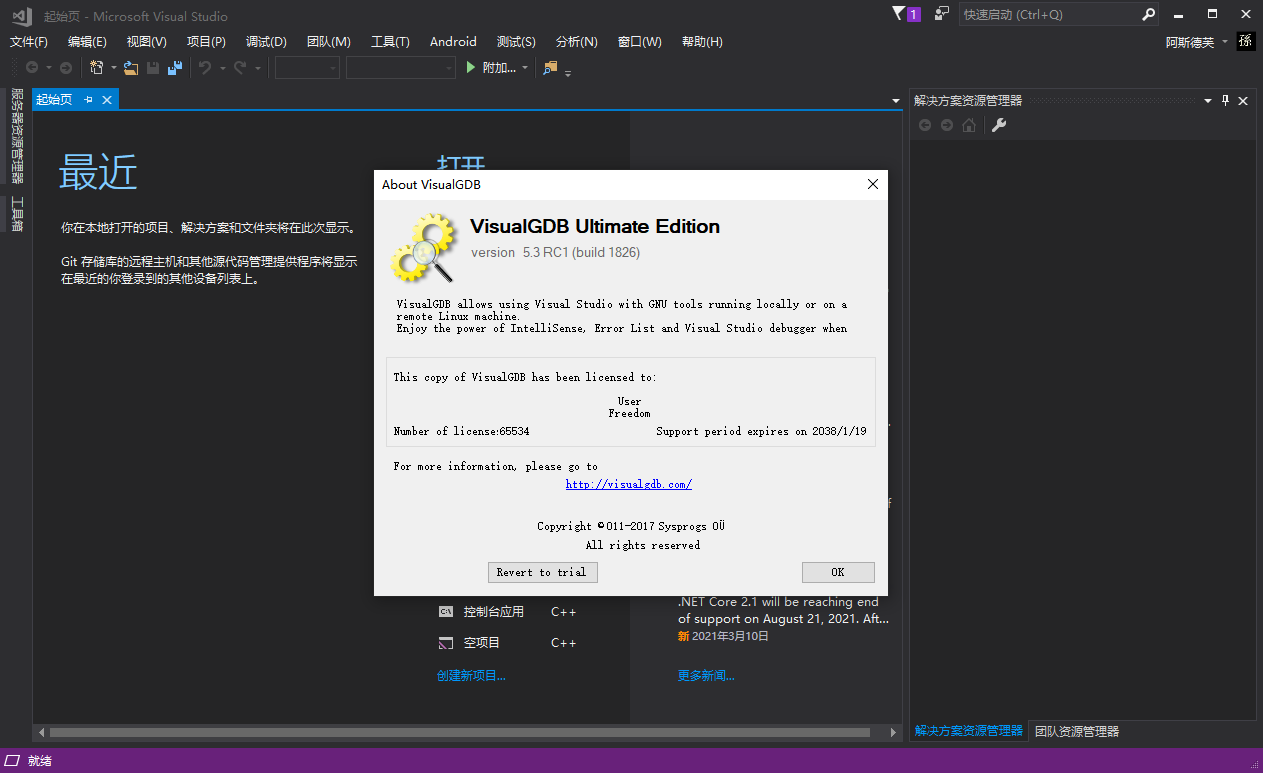 起始页 - Microsoft Visual Studio
1
快速启动 (Ctrl+Q)
文件(F) 编辑(E) 视图(V) 项目(P) 调试(D) 团队(M) 工具(T) Android 测试(S) 分析(N) 窗口(W) 帮助(H)
阿斯德芙
孫
附加...
服务器资源管理器
工具箱
起始页
最近
你在本地打开的项目、解决方案和文件夹将在此次显示。
Git 存储库的远程主机和其他源代码管理提供程序将显示
在最近的你登录到的其他设备列表上。
打开
About VisualGDB
VisualGDB Ultimate Edition
version 5.3 RC1 (build 1826)
VisualGDB allows using Visual Studio with GNU tools running locally or on a
remote Linux machine.
Enjoy the power of IntelliSense, Error List and Visual Studio debugger when
This copy of VisualGDB has been licensed to:
User
Freedom
Number of license:65534
Support period expires on 2038/1/19
For more information, please go to
http://visualgdb.com/
Copyright ©011-2017 Sysprogs OÜ
All rights reserved
Revert to trial
OK
控制台应用 C++
空项目 C++
创建新项目...
.NET Core 2.1 will be reaching end
of support on August 21, 2021. Aft...
新 2021年3月10日
更多新闻...
解决方案资源管理器
解决方案资源管理器 团队资源管理器
就绪